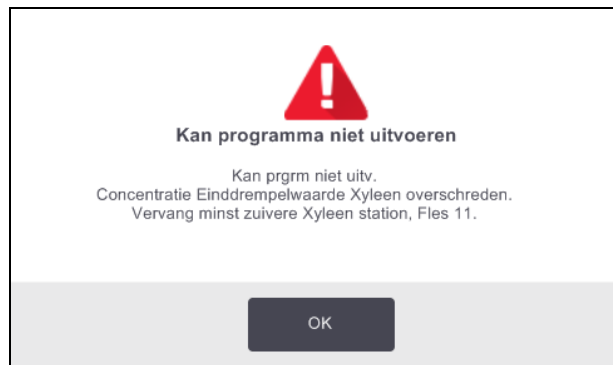 Kan programma niet uitvoeren
Kan prgrm niet uitv.
Concentratie Einddrempelwaarde Xyleen overschreden.
Vervang minst zuivere Xyleen station, Fles 11.
OK